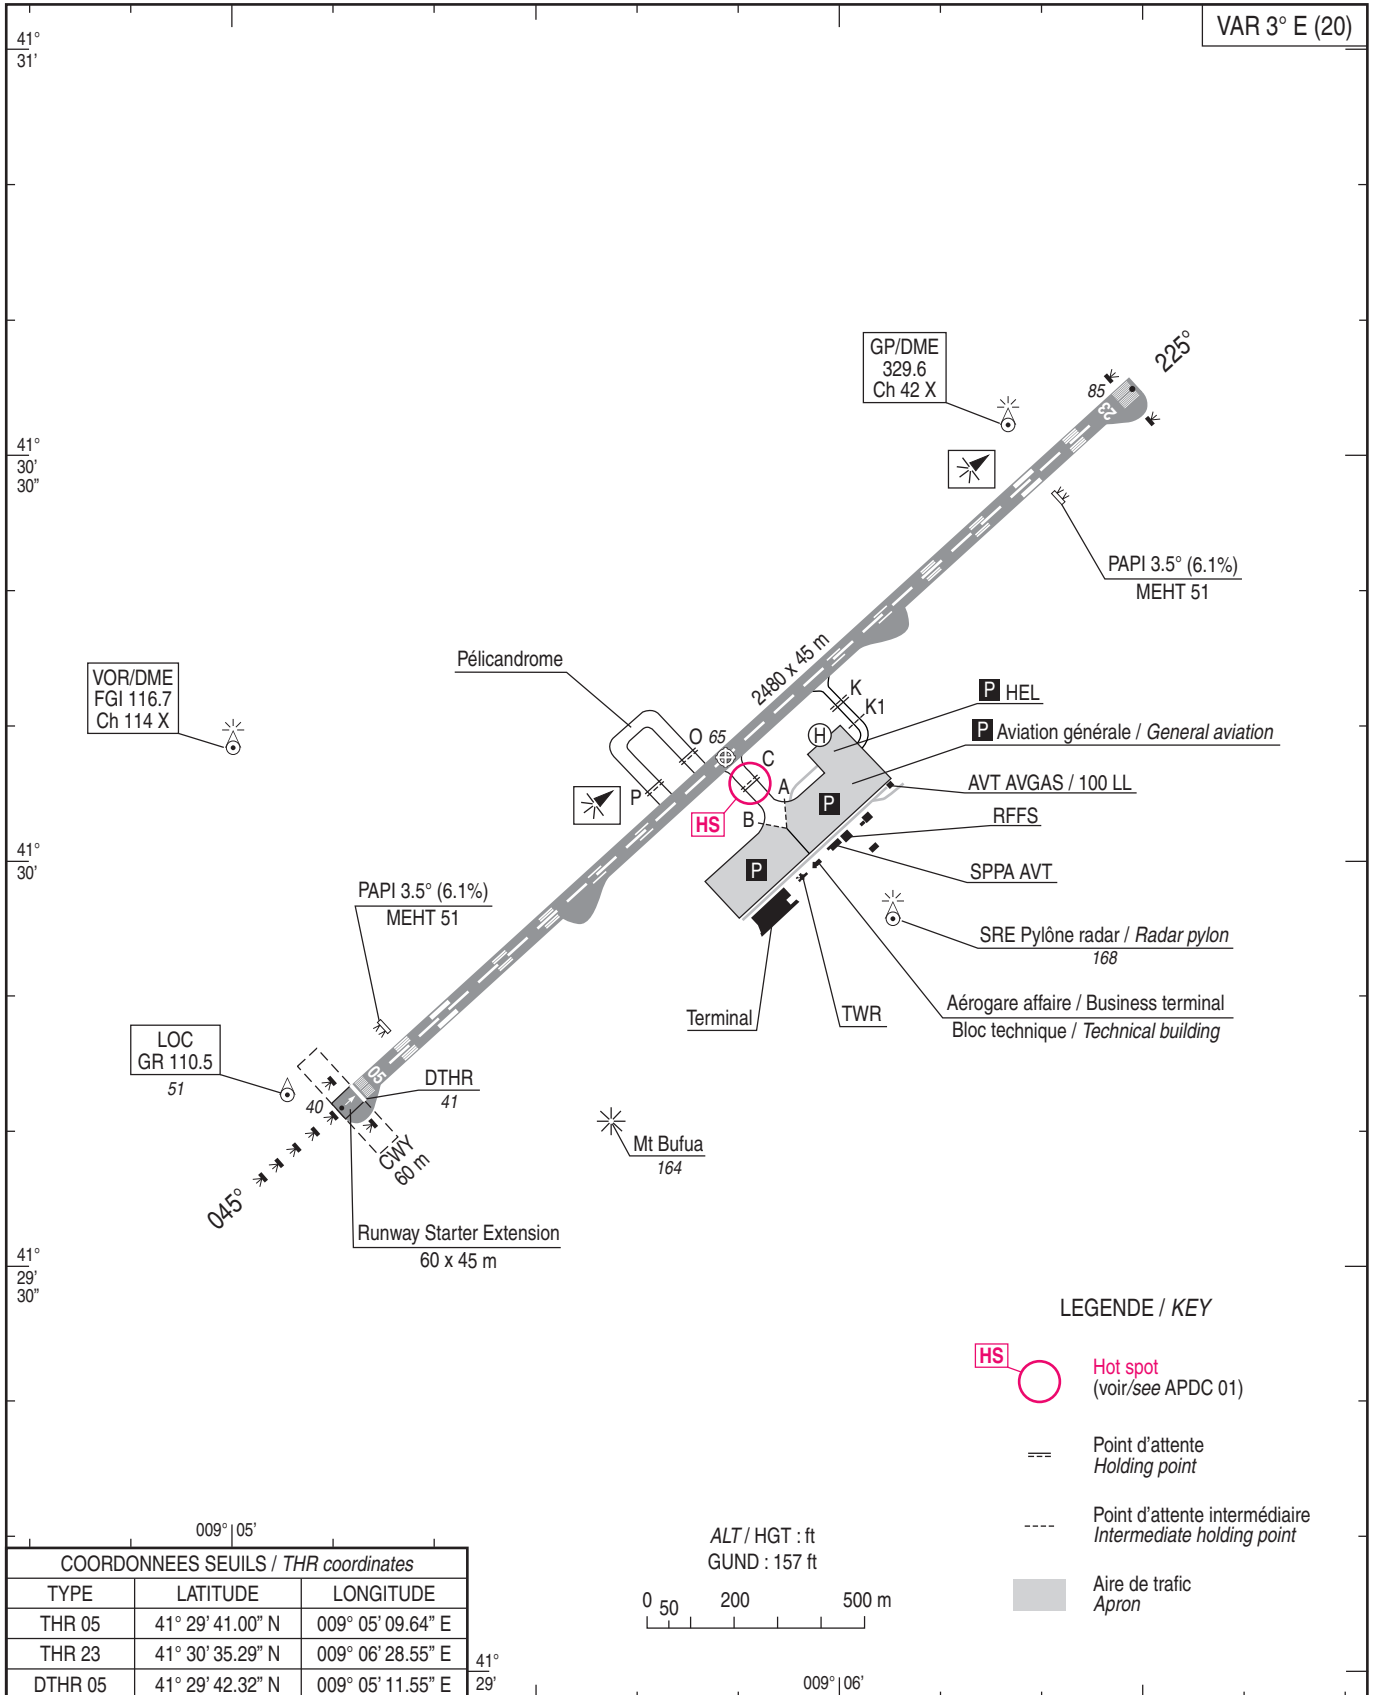 VAR 3° E (20)
41°
31'
225°
GP/DME
329.6
Ch 42 X
85
23
41°
30'
30"
PAPI 3.5° (6.1%)
MEHT 51
2480 x 45 m
Pélicandrome
VOR/DME
FGI 116.7
Ch 114 X
K
K1
P HEL
P Aviation générale / General aviation
H
O
65
C
A
P
B
HS
P
P
AVT AVGAS / 100 LL
RFFS
SPPA AVT
41°
30'
PAPI 3.5° (6.1%)
MEHT 51
SRE Pylône radar / Radar pylon
168
Aérogare affaire / Business terminal
Bloc technique / Technical building
Terminal
TWR
LOC
GR 110.5
51
05
DTHR
41
40
CWY
60 m
Mt Bufua
164
045°
Runway Starter Extension
60 x 45 m
41°
29'
30"
LEGENDE / KEY
HS
Hot spot
(voir/see APDC 01)
Point d'attente
Holding point
Point d'attente intermédiaire
Intermediate holding point
Aire de trafic
Apron
009° 05'
ALT / HGT : ft
GUND : 157 ft
0 50 200 500 m
COORDONNEES SEUILS / THR coordinates
TYPE LATITUDE LONGITUDE
THR 05 41° 29' 41.00" N 009° 05' 09.64" E
THR 23 41° 30' 35.29" N 009° 06' 28.55" E
DTHR 05 41° 29' 42.32" N 009° 05' 11.55" E
41°
29'
009° 06'